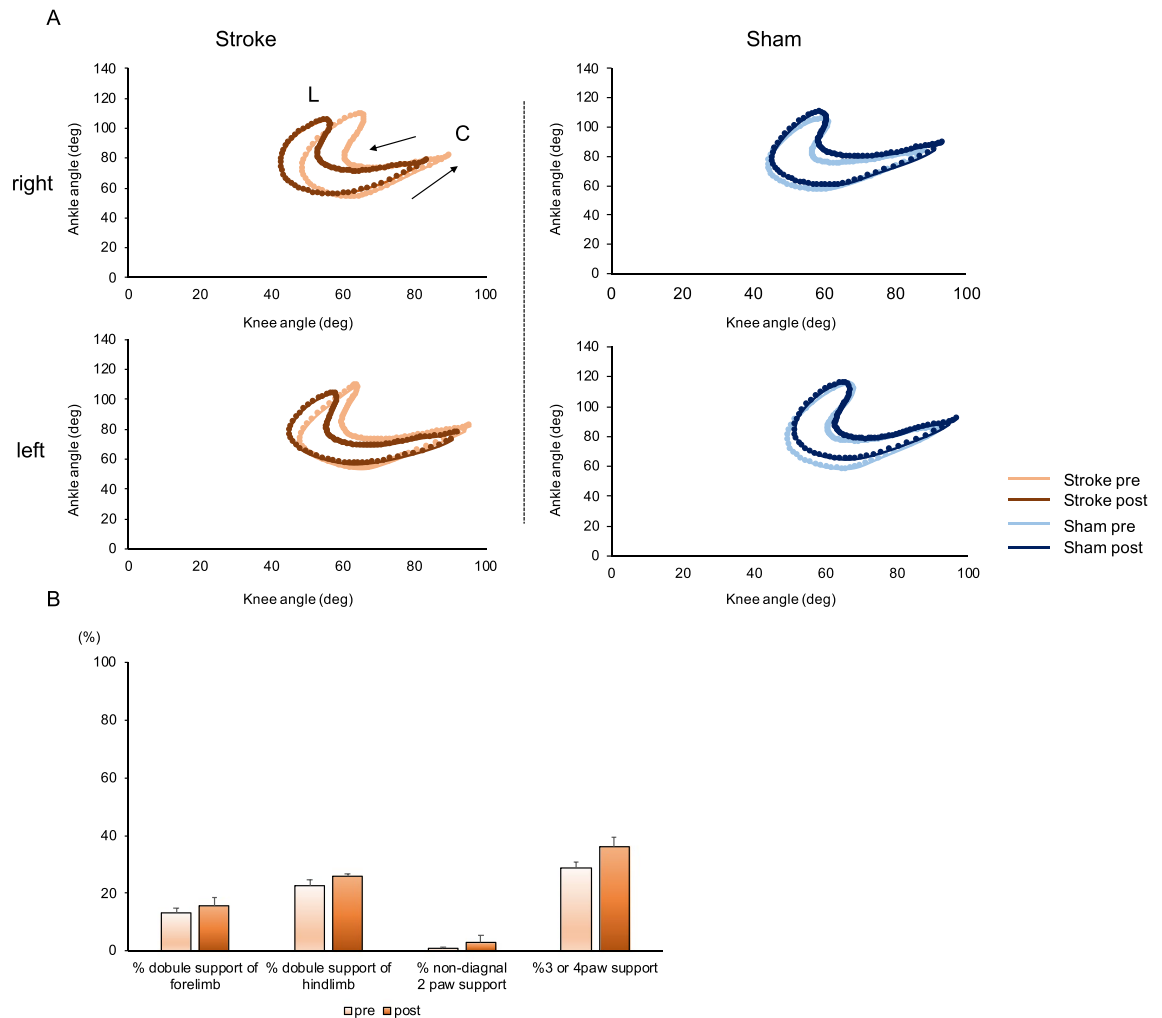 A
Stroke
Sham
right
Ankle angle (deg)
140
120
100
80
60
40
20
0
L
C
0 20 40 60 80 100
Knee angle (deg)
Ankle angle (deg)
140
120
100
80
60
40
20
0
0 20 40 60 80 100
Knee angle (deg)
left
Ankle angle (deg)
140
120
100
80
60
40
20
0
0 20 40 60 80 100
Knee angle (deg)
Ankle angle (deg)
140
120
100
80
60
40
20
0
0 20 40 60 80 100
Knee angle (deg)
Stroke pre
Stroke post
Sham pre
Sham post
B
(%)
100
80
60
40
20
0
% dobule support of
forelimb
% dobule support of
hindlimb
% non-diagnal
2 paw support
%3 or 4paw support
pre post